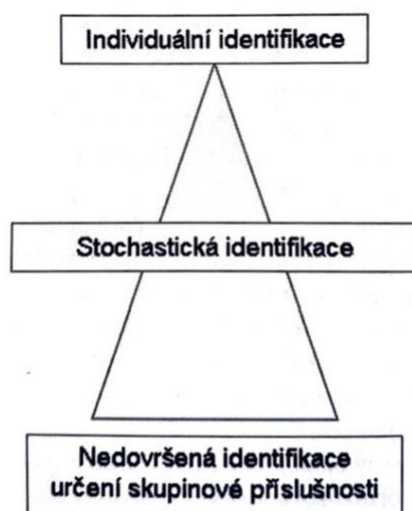 Individuální identifikace
Stochastická identifikace
Nedovršená identifikace
určení skupinové příslušnosti